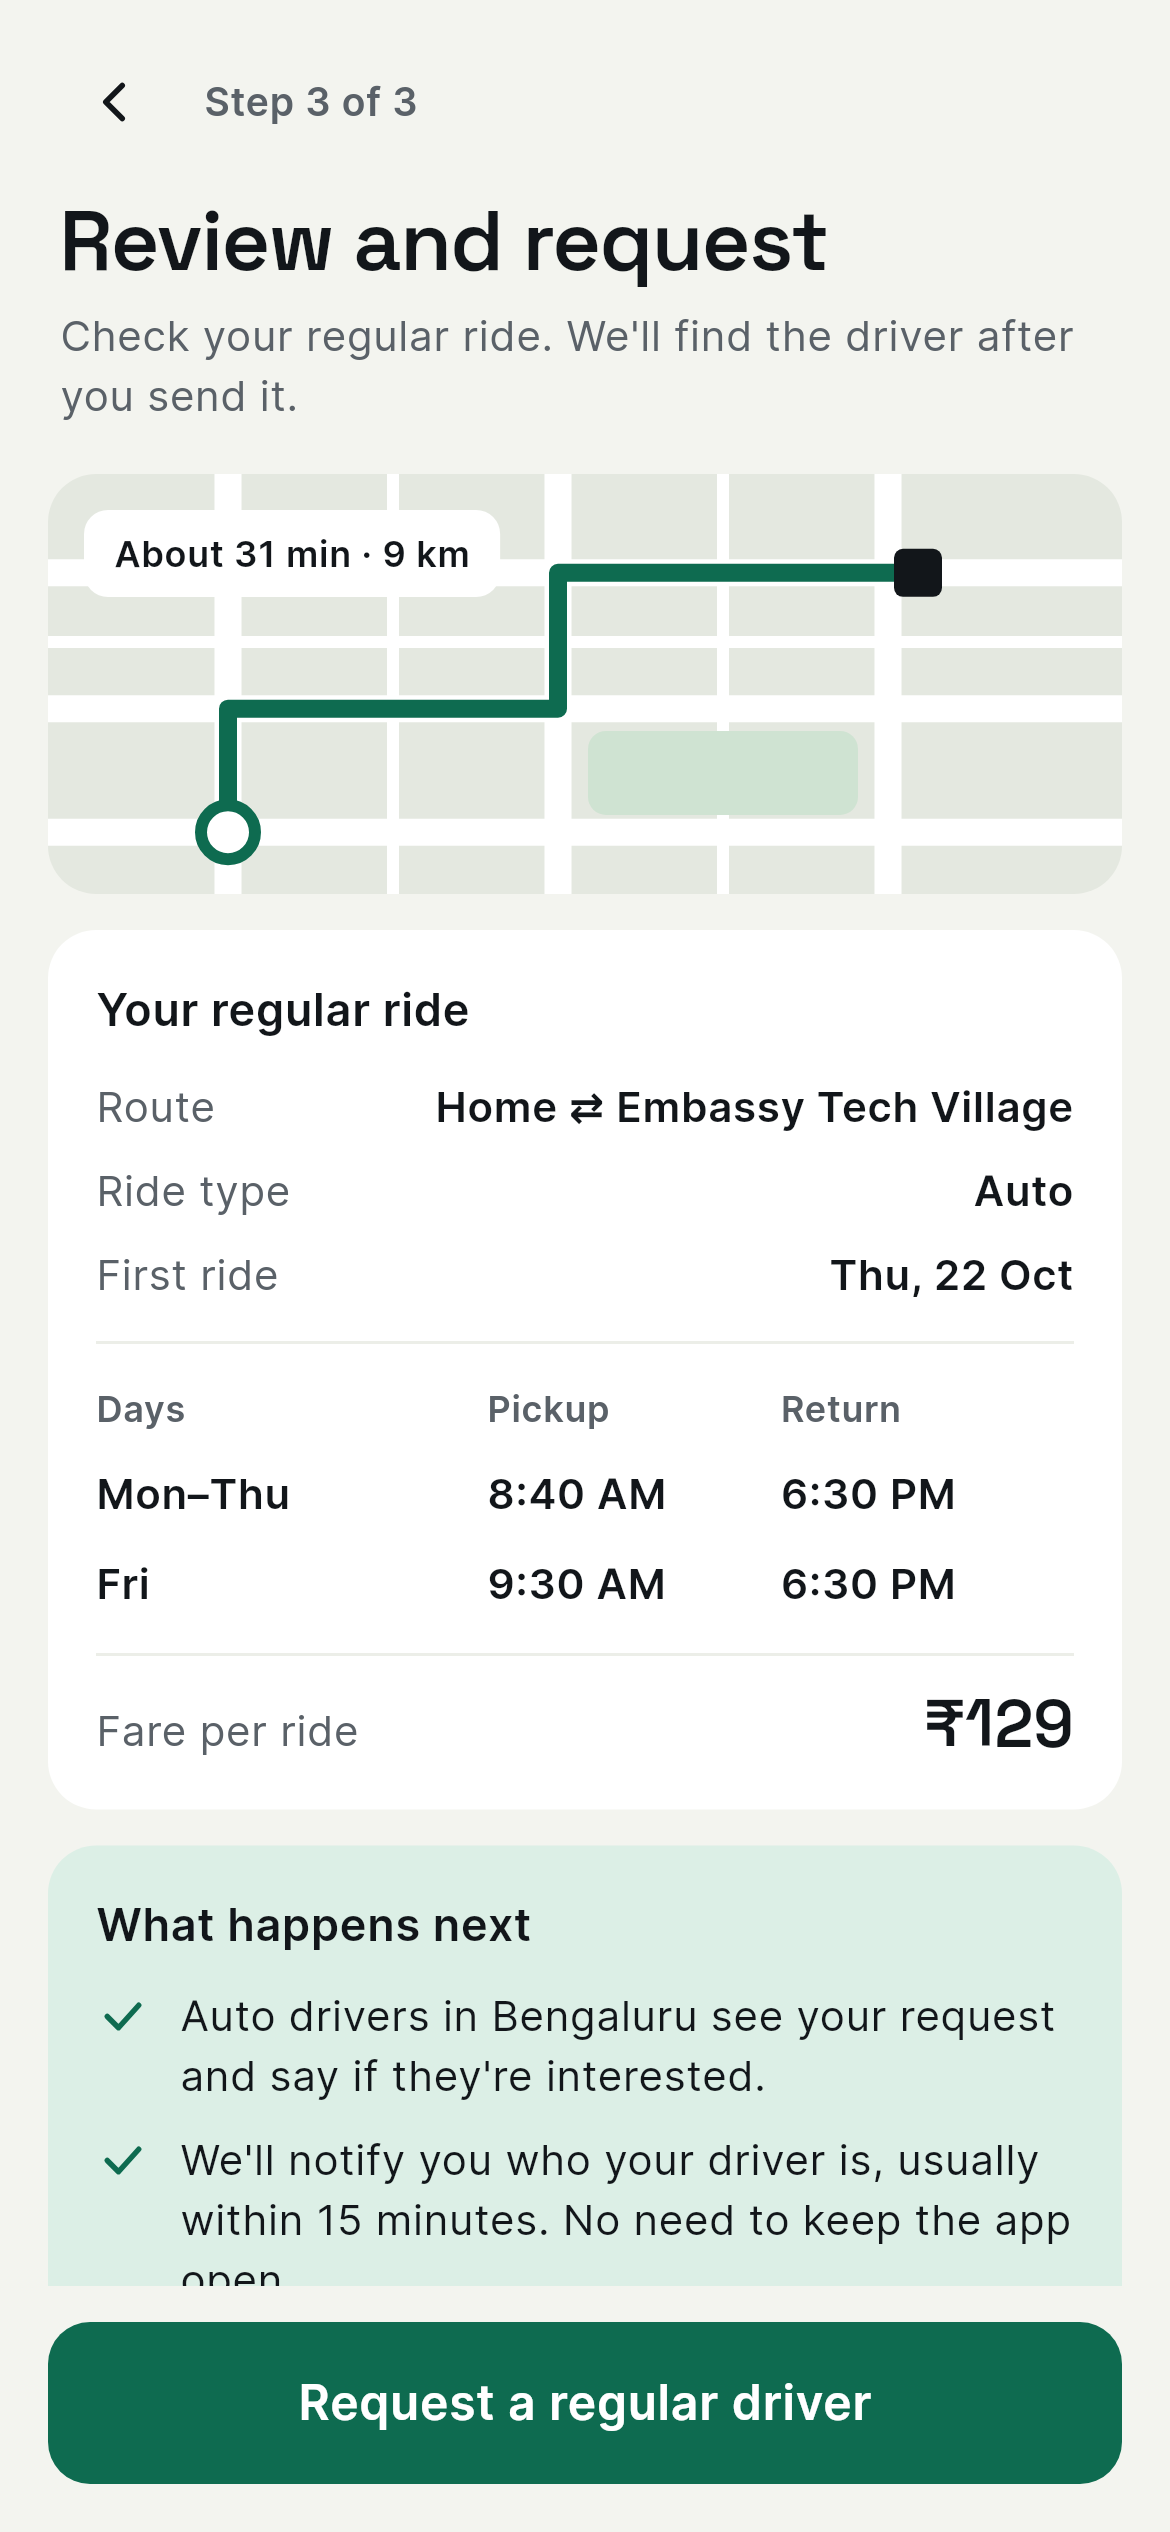 Step 3 of 3
Review and request
Check your regular ride. We'll find the driver after
you send it.
About 31 min · 9 km
Your regular ride
Route Home ⇄ Embassy Tech Village
Ride type Auto
First ride Thu, 22 Oct
Days Pickup Return
Mon–Thu 8:40 AM 6:30 PM
Fri 9:30 AM 6:30 PM
Fare per ride ₹129
What happens next
Auto drivers in Bengaluru see your request
and say if they're interested.
We'll notify you who your driver is, usually
within 15 minutes. No need to keep the app
open
Request a regular driver